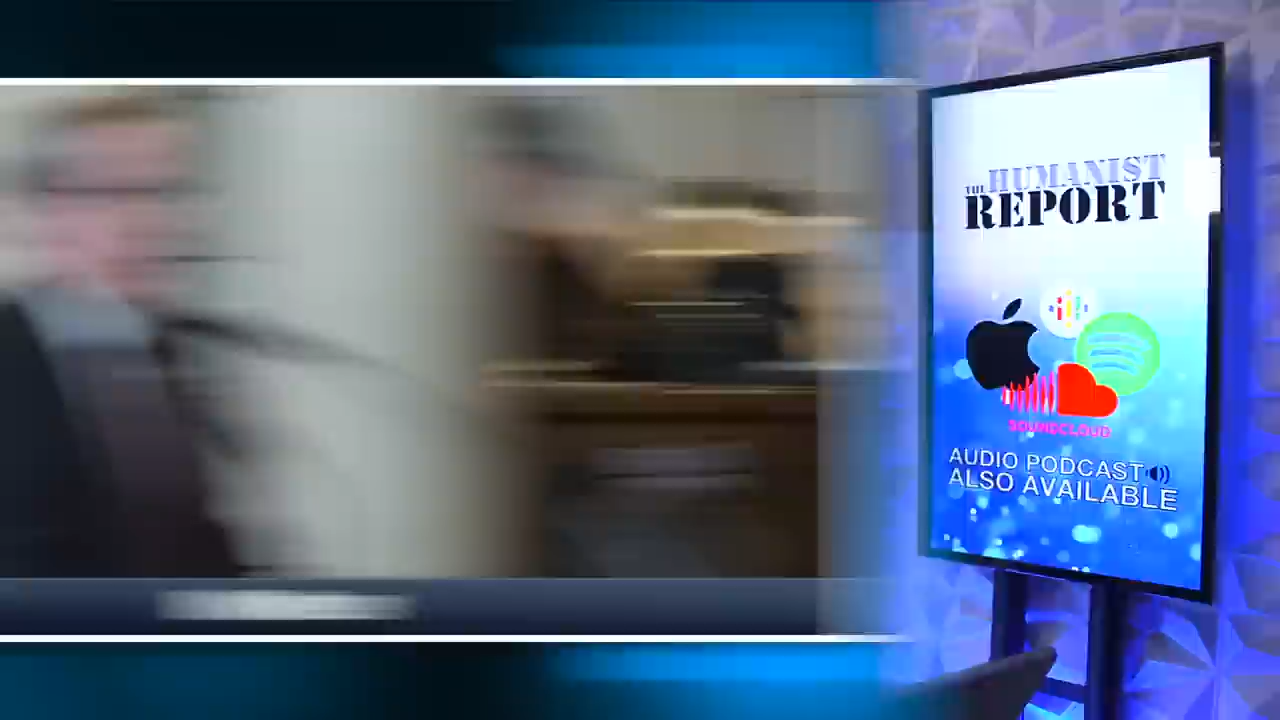 THE HUMANIST
REPORT
SOUNDCLOUD
AUDIO PODCAST
ALSO AVAILABLE